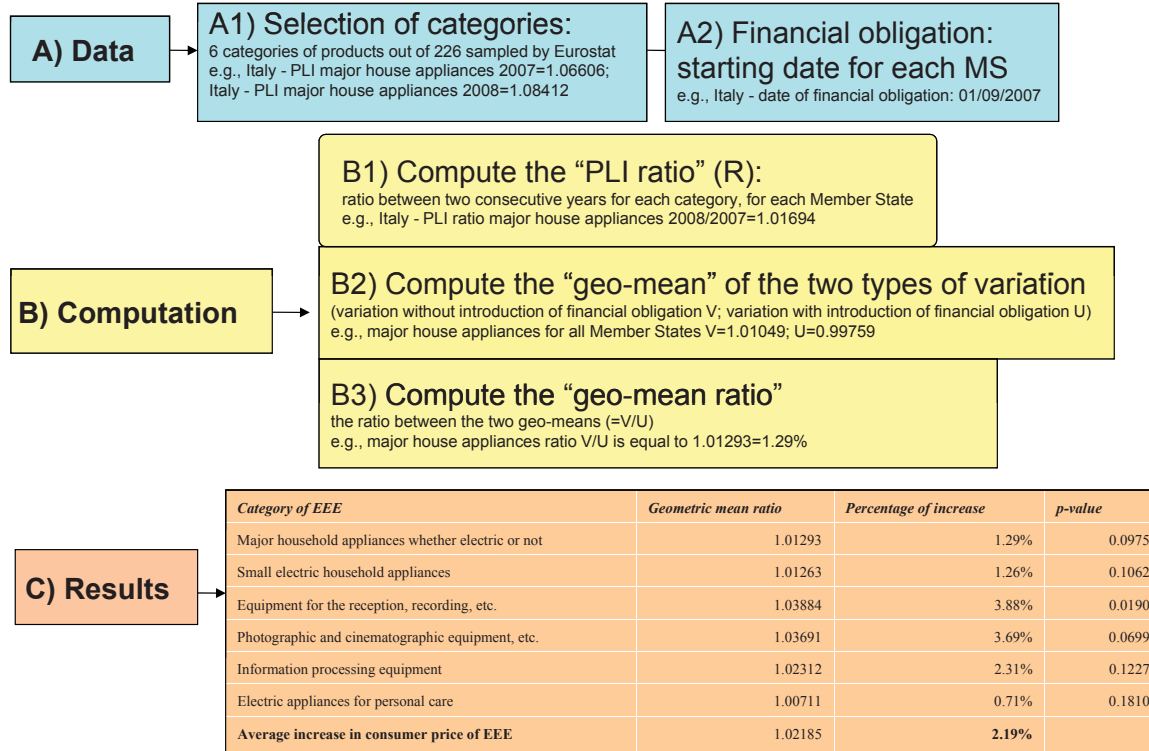 A) Data
A1) Selection of categories:
6 categories of products out of 226 sampled by Eurostat
e.g., Italy - PLI major house appliances 2007=1.06606;
Italy - PLI major house appliances 2008=1.08412
A2) Financial obligation:
starting date for each MS
e.g., Italy - date of financial obligation: 01/09/2007
B) Computation
B1) Compute the “PLI ratio” (R):
ratio between two consecutive years for each category, for each Member State
e.g., Italy - PLI ratio major house appliances 2008/2007=1.01694
B2) Compute the “geo-mean” of the two types of variation
(variation without introduction of financial obligation V; variation with introduction of financial obligation U)
e.g., major house appliances for all Member States V=1.01049; U=0.99759
B3) Compute the “geo-mean ratio”
the ratio between the two geo-means (=V/U)
e.g., major house appliances ratio V/U is equal to 1.01293=1.29%
C) Results
Category of EEE Geometric mean ratio Percentage of increase p-value
Major household appliances whether electric or not 1.01293 1.29% 0.0975
Small electric household appliances 1.01263 1.26% 0.1062
Equipment for the reception, recording, etc. 1.03884 3.88% 0.0190
Photographic and cinematographic equipment, etc. 1.03691 3.69% 0.0699
Information processing equipment 1.02312 2.31% 0.1227
Electric appliances for personal care 1.00711 0.71% 0.1810
Average increase in consumer price of EEE 1.02185 2.19%